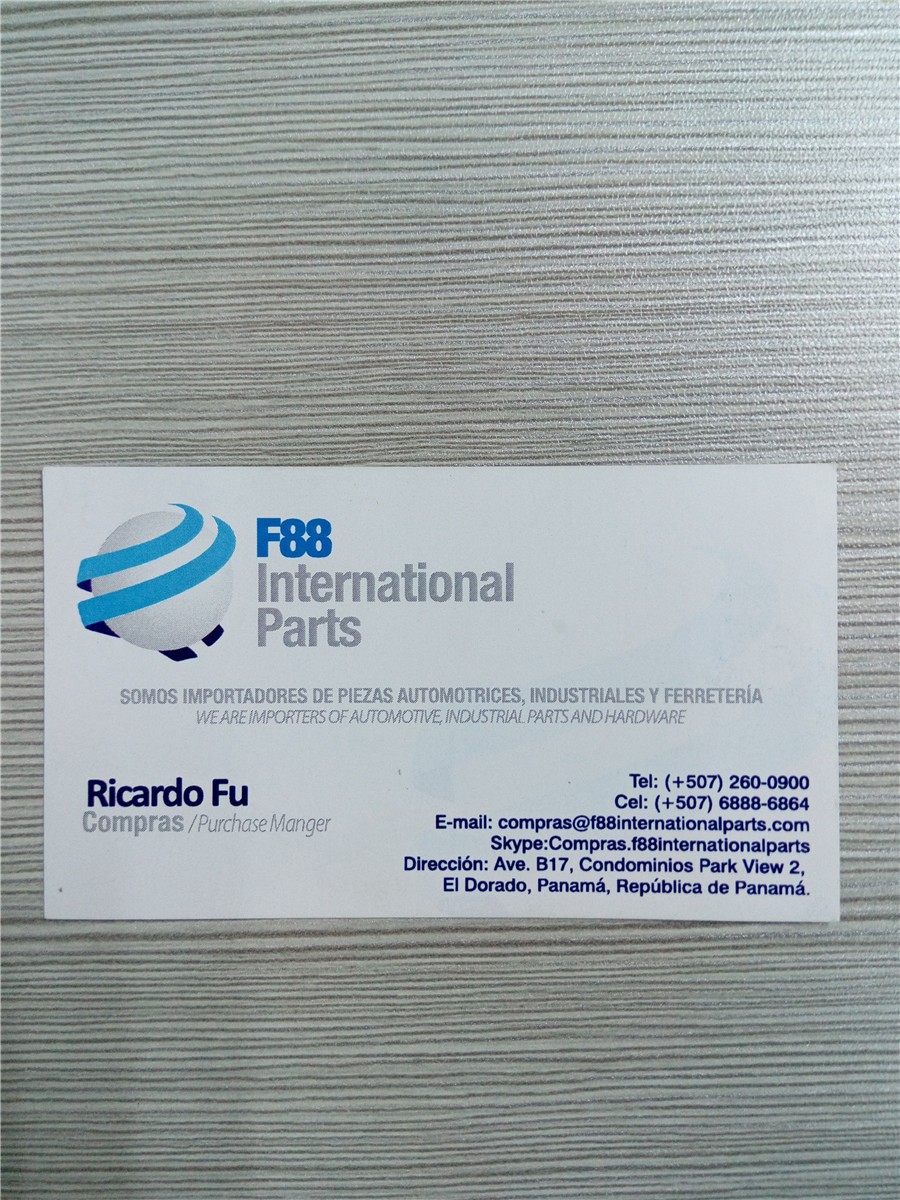 F88
International
Parts
SOMOS IMPORTADORES DE PIEZAS AUTOMOTRICES, INDUSTRIALES Y FERRETERÍA
WE ARE IMPORTERS OF AUTOMOTIVE, INDUSTRIAL PARTS AND HARDWARE
Ricardo Fu
Compras /Purchase Manger
Tel: (+507) 260-0900
Cel: (+507) 6888-6864
E-mail: compras@f88internationalparts.com
Skype:Compras.f88internationalparts
Dirección: Ave. B17, Condominios Park View 2,
El Dorado, Panamá, República de Panamá.